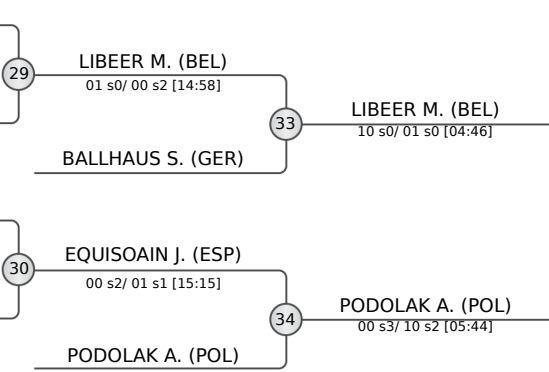 LIBEER M. (BEL)
29
01 s0/ 00 s2 [14:58]
LIBEER M. (BEL)
33
10 s0/ 01 s0 [04:46]
BALLHAUS S. (GER)
EQUISOAIN J. (ESP)
30
00 s2/ 01 s1 [15:15]
PODOLAK A. (POL)
34
00 s3/ 10 s2 [05:44]
PODOLAK A. (POL)